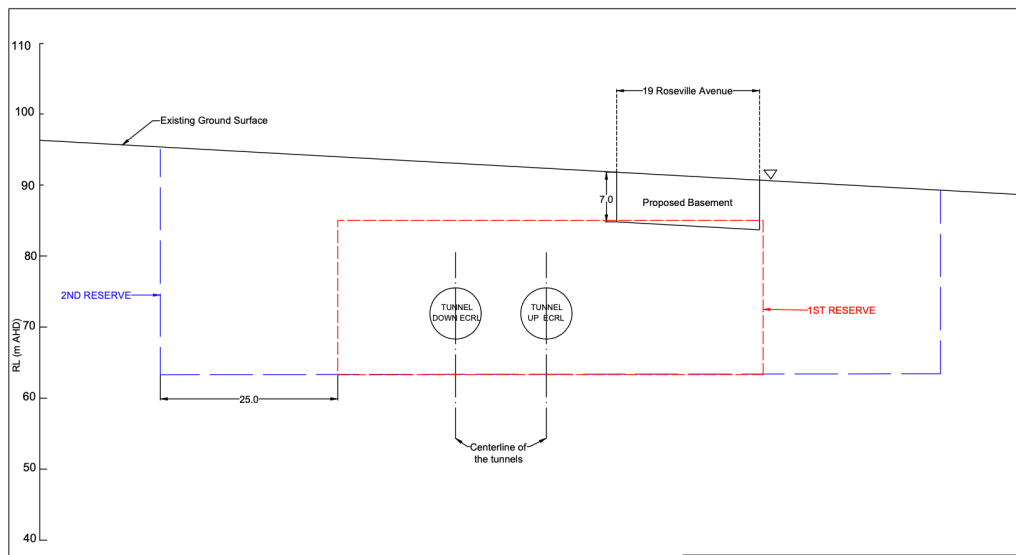 110
100
90
80
70
60
50
40
RL (m AHD)
Existing Ground Surface
19 Roseville Avenue
7.0
Proposed Basement
2ND RESERVE
TUNNEL
DOWN ECRL
TUNNEL
UP ECRL
1ST RESERVE
25.0
Centerline of
the tunnels